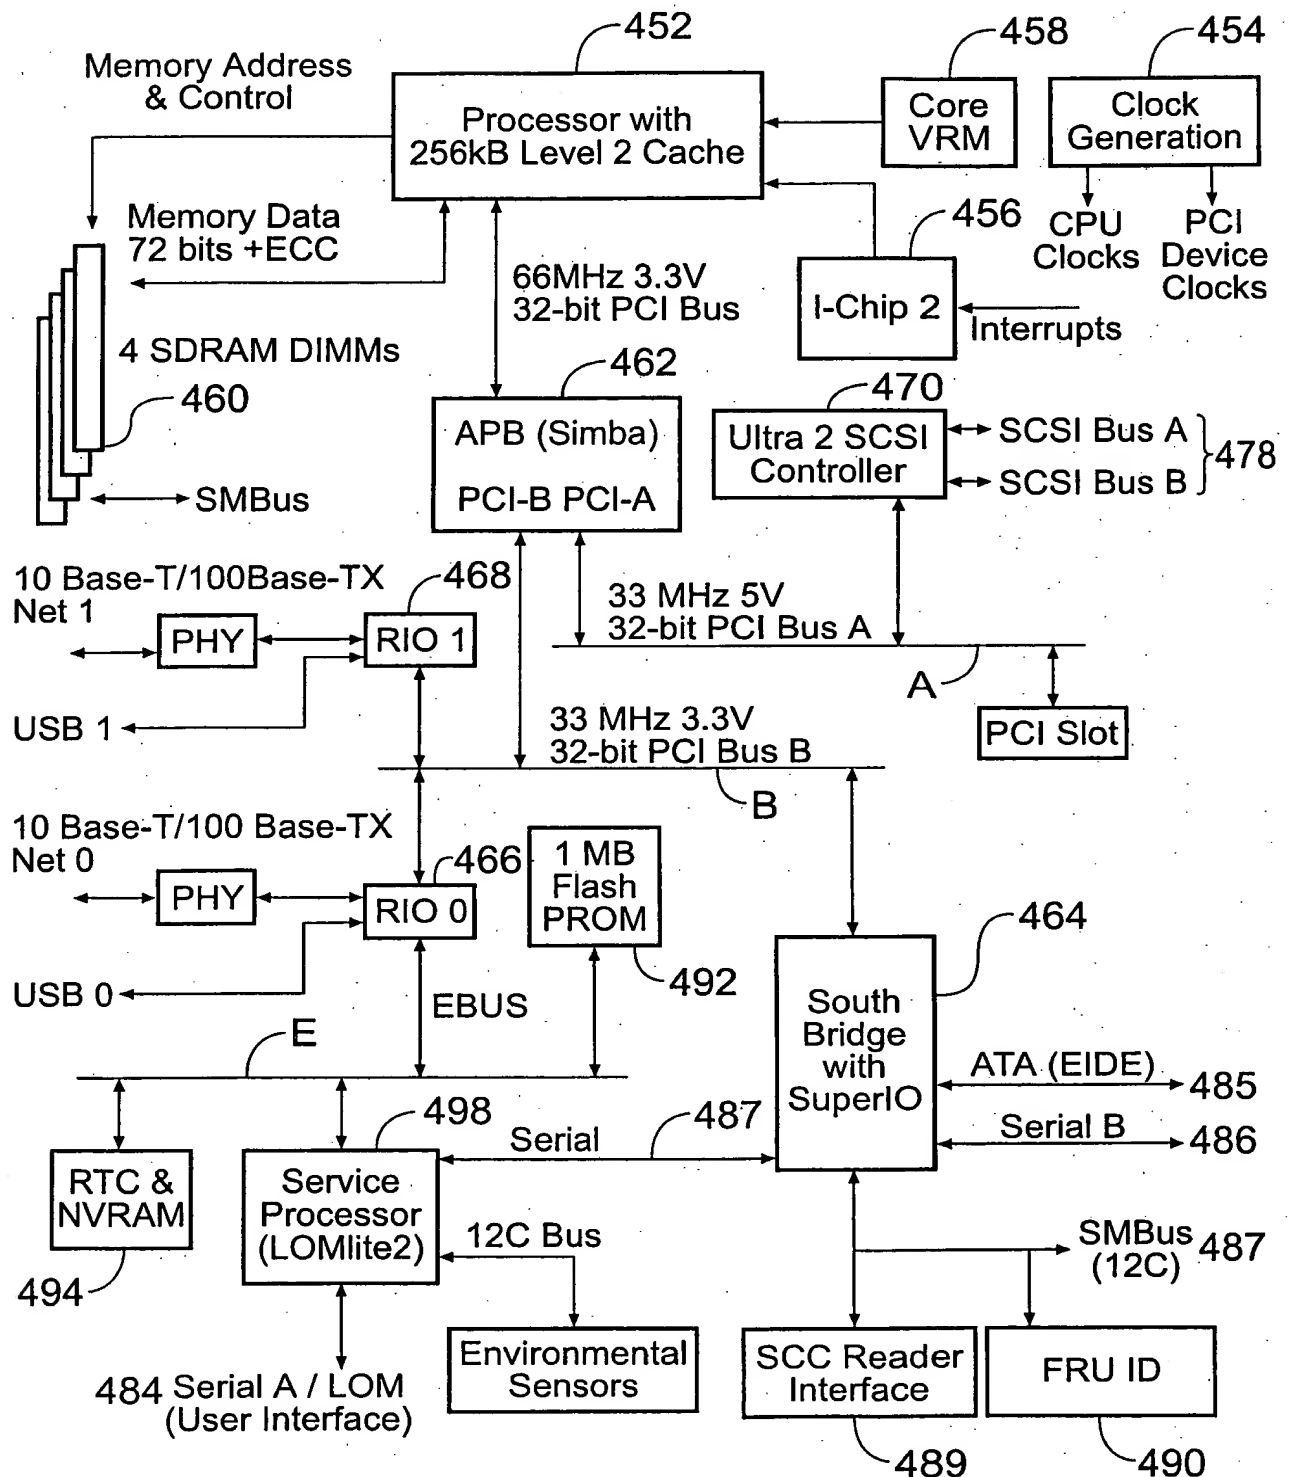 452
458
454
Memory Address
& Control
Processor with
256kB Level 2 Cache
Core
VRM
Clock
Generation
Memory Data
72 bits +ECC
456
CPU
Clocks
PCI
Device
Clocks
66MHz 3.3V
32-bit PCI Bus
I-Chip 2
Interrupts
4 SDRAM DIMMs
460
462
470
APB (Simba)
PCI-B PCI-A
Ultra 2 SCSI
Controller
SCSI Bus A
SCSI Bus B
478
SMBus
10 Base-T/100Base-TX
Net 1
468
PHY
RIO 1
33 MHz 5V
32-bit PCI Bus A
A
USB 1
33 MHz 3.3V
32-bit PCI Bus B
PCI Slot
B
10 Base-T/100 Base-TX
Net 0
466
1 MB
Flash
PROM
PHY
RIO 0
464
492
USB 0
EBUS
South
Bridge
with
SuperIO
E
ATA (EIDE)
485
498
487
Serial
Serial B
486
RTC &
NVRAM
Service
Processor
(LOMlite2)
12C Bus
SMBus
(12C)
487
494
Environmental
Sensors
SCC Reader
Interface
FRU ID
484 Serial A / LOM
(User Interface)
489
490